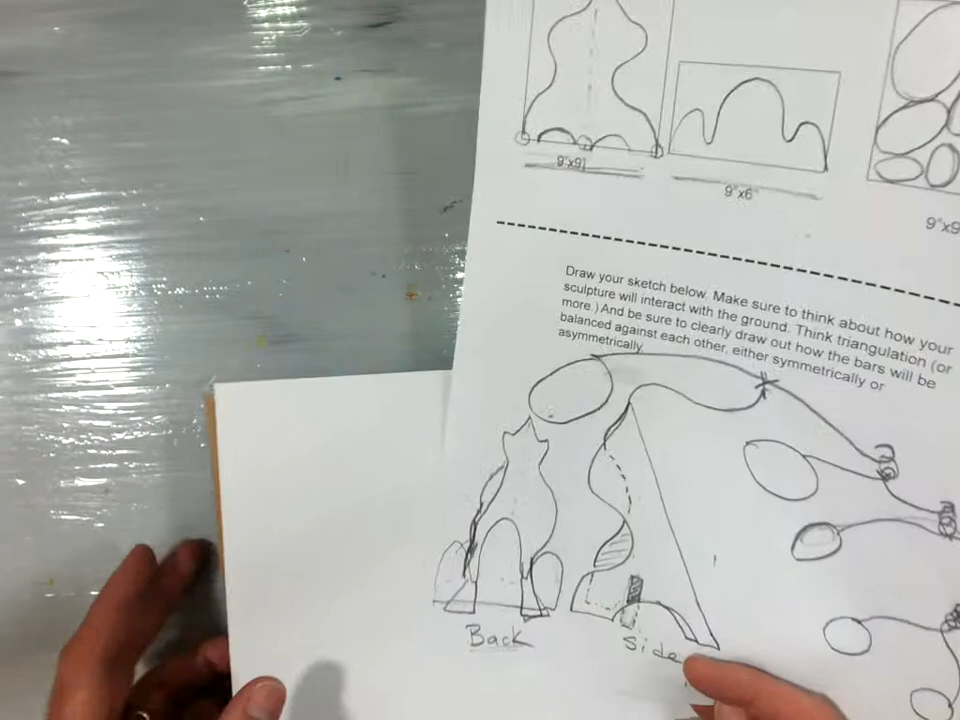 9"x9"
9"x6"
9"x9
Draw your sketch below. Make sure to think about how your
sculpture will interact with the ground. Think triangulation (or
more.) And be sure to clearly draw out how the bars will be
balanced against each other, either symmetrically or
asymmetrically
Back
Side